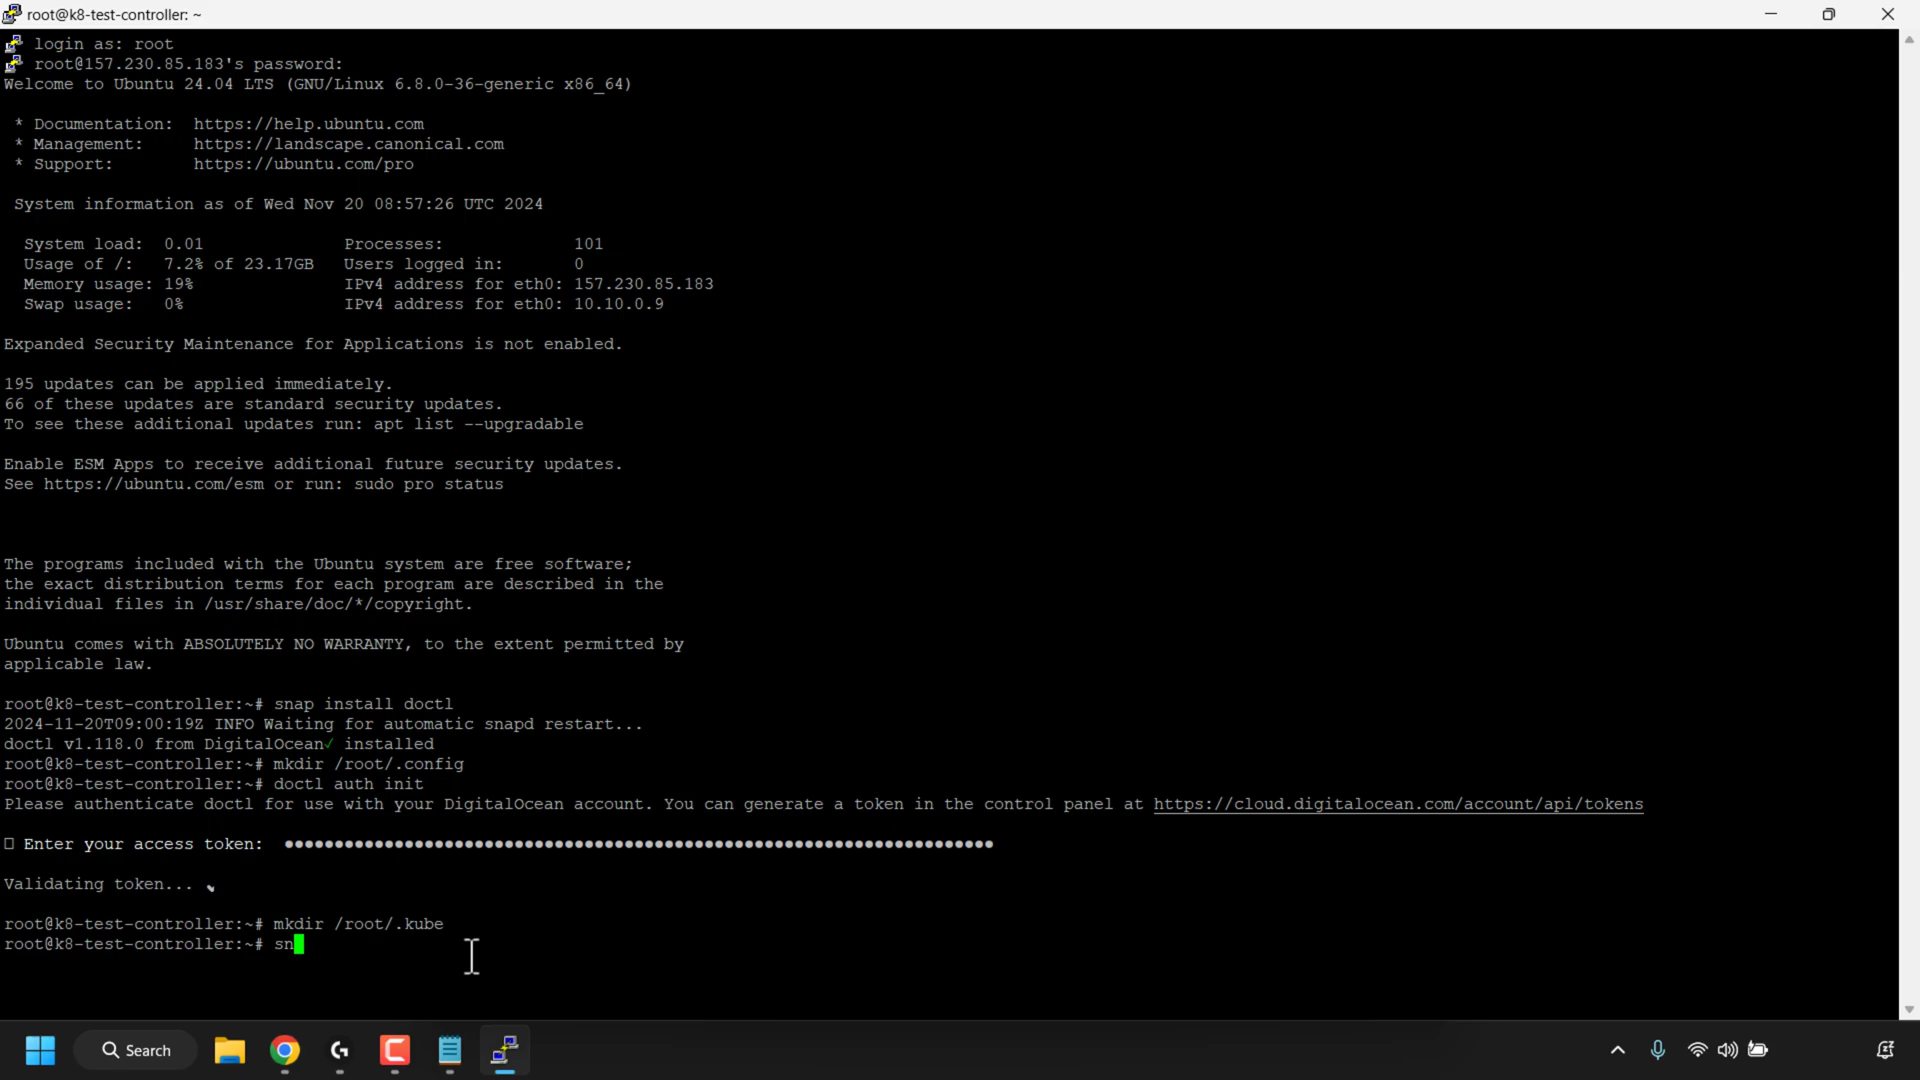 root@k8-test-controller: ~
login as: root
root@157.230.85.183's password:
Welcome to Ubuntu 24.04 LTS (GNU/Linux 6.8.0-36-generic x86_64)
* Documentation:  https://help.ubuntu.com
* Management:     https://landscape.canonical.com
* Support:        https://ubuntu.com/pro
System information as of Wed Nov 20 08:57:26 UTC 2024
System load:  0.01              Processes:             101
Usage of /:   7.2% of 23.17GB   Users logged in:       0
Memory usage: 19%               IPv4 address for eth0: 157.230.85.183
Swap usage:   0%                IPv4 address for eth0: 10.10.0.9
Expanded Security Maintenance for Applications is not enabled.
195 updates can be applied immediately.
66 of these updates are standard security updates.
To see these additional updates run: apt list --upgradable
Enable ESM Apps to receive additional future security updates.
See https://ubuntu.com/esm or run: sudo pro status
The programs included with the Ubuntu system are free software;
the exact distribution terms for each program are described in the
individual files in /usr/share/doc/*/copyright.
Ubuntu comes with ABSOLUTELY NO WARRANTY, to the extent permitted by
applicable law.
root@k8-test-controller:~# snap install doctl
2024-11-20T09:00:19Z INFO Waiting for automatic snapd restart...
doctl v1.118.0 from DigitalOcean✓ installed
root@k8-test-controller:~# mkdir /root/.config
root@k8-test-controller:~# doctl auth init
Please authenticate doctl for use with your DigitalOcean account. You can generate a token in the control panel at https://cloud.digitalocean.com/account/api/tokens
Enter your access token:  ●●●●●●●●●●●●●●●●●●●●●●●●●●●●●●●●●●●●●●●●●●●●●●●●●●●●●●●●●●●●●●●●●●●●●●●
Validating token...
root@k8-test-controller:~# mkdir /root/.kube
root@k8-test-controller:~# sn
Search